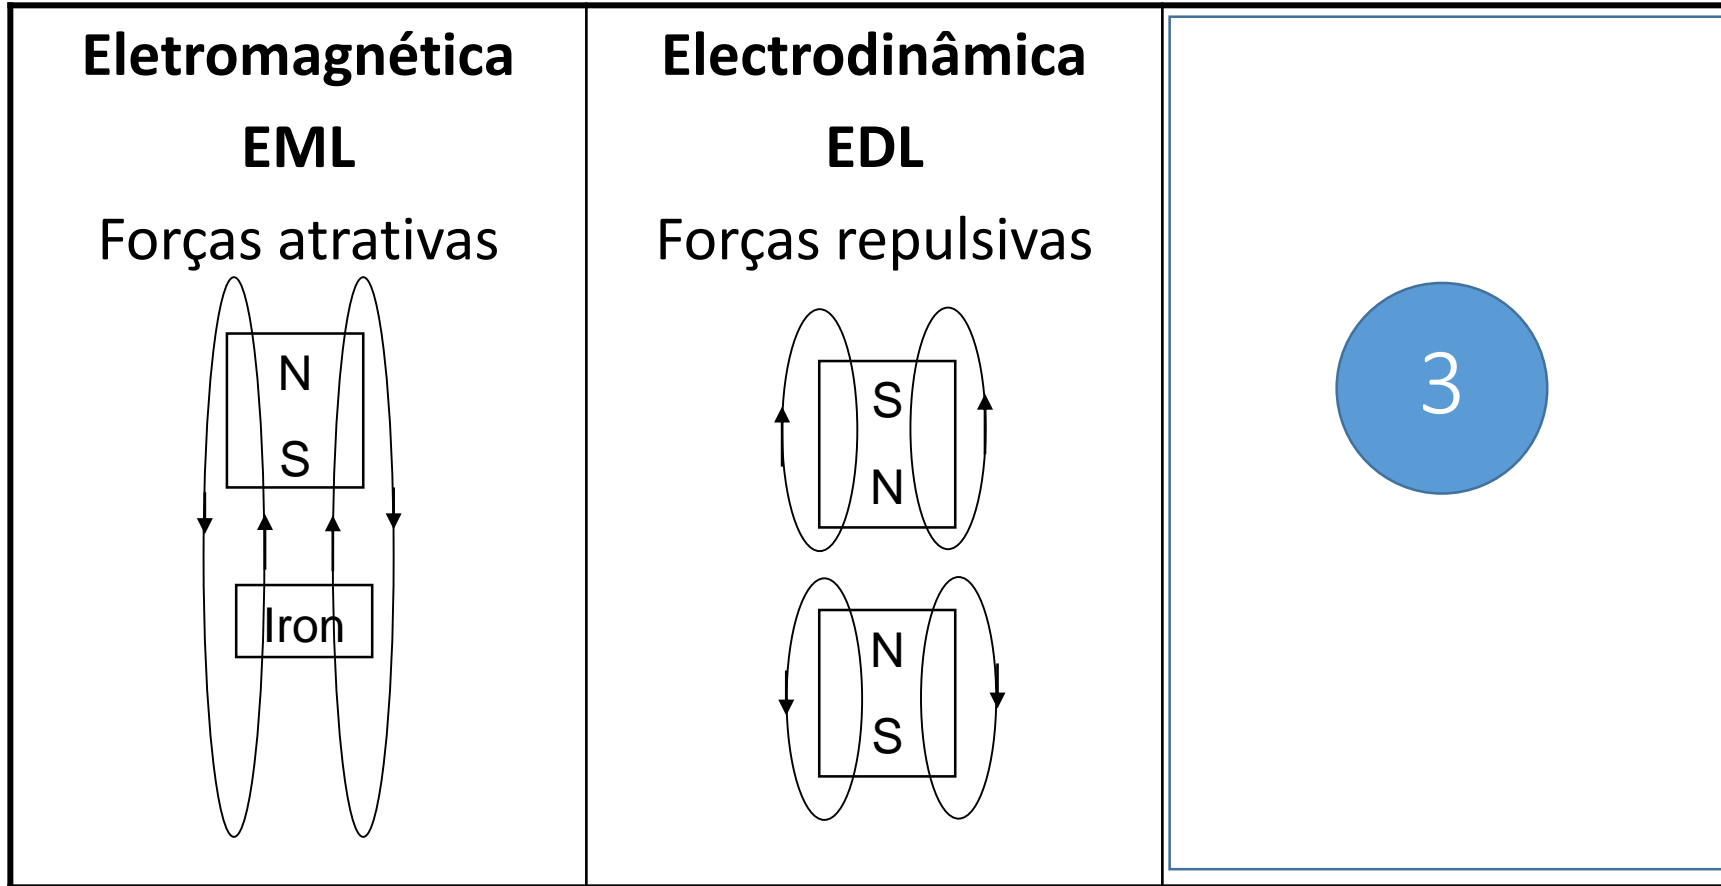 Eletromagnética
EML
Forças atrativas
N
S
Iron
Electrodinâmica
EDL
Forças repulsivas
S
N
N
S
3